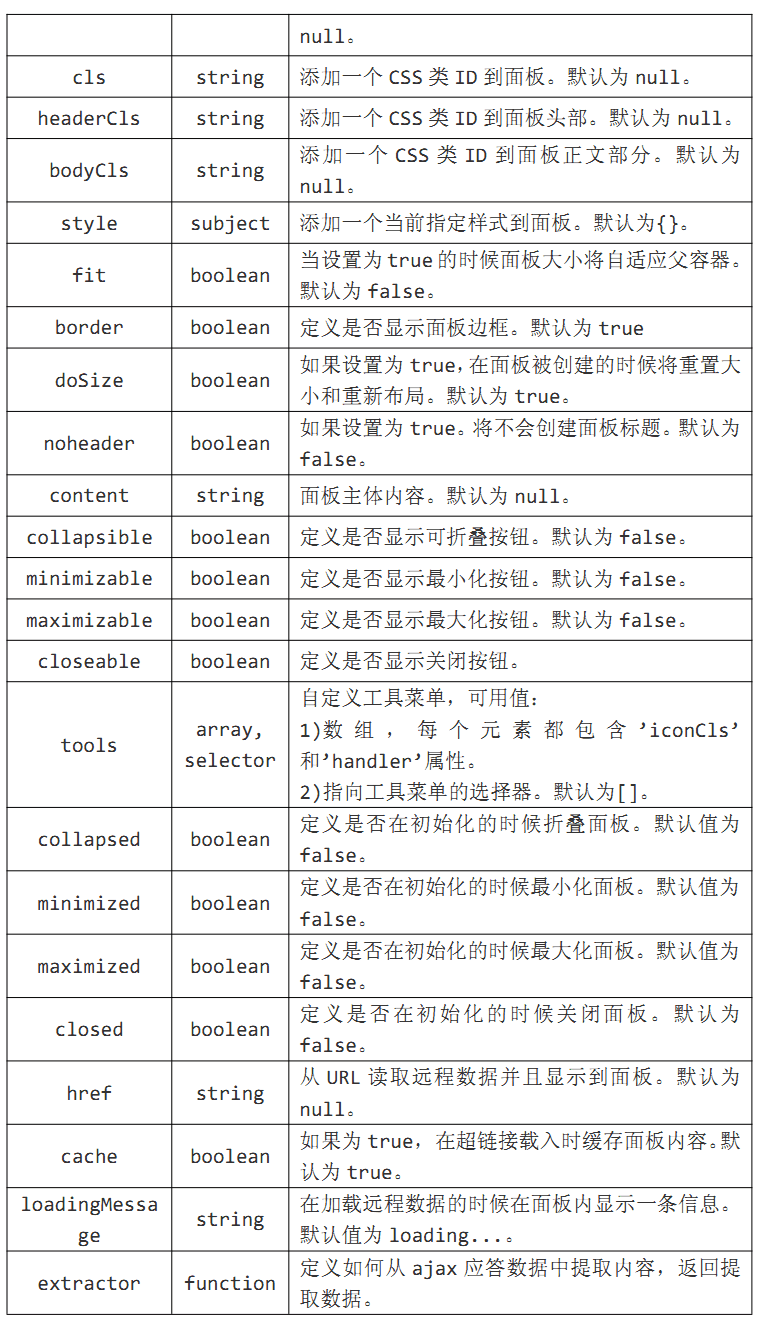 null。
cls string 添加一个 CSS 类 ID 到面板。默认为 null。
headerCls string 添加一个 CSS 类 ID 到面板头部。默认为 null。
bodyCls string 添加一个 CSS 类 ID 到面板正文部分。默认为
null。
style subject 添加一个当前指定样式到面板。默认为{}。
fit boolean 当设置为 true 的时候面板大小将自适应父容器。
默认为 false。
border boolean 定义是否显示面板边框。默认为 true
doSize boolean 如果设置为 true，在面板被创建的时候将重置大
小和重新布局。默认为 true。
noheader boolean 如果设置为 true。将不会创建面板标题。默认为
false。
content string 面板主体内容。默认为 null。
collapsible boolean 定义是否显示可折叠按钮。默认为 false。
minimizable boolean 定义是否显示最小化按钮。默认为 false。
maximizable boolean 定义是否显示最大化按钮。默认为 false。
closeable boolean 定义是否显示关闭按钮。
tools
array,
selector
自定义工具菜单，可用值：
1)数组，每个元素都包含’iconCls’
和’handler’属性。
2)指向工具菜单的选择器。默认为[]。
collapsed boolean 定义是否在初始化的时候折叠面板。默认值为
false。
minimized boolean 定义是否在初始化的时候最小化面板。默认值为
false。
maximized boolean 定义是否在初始化的时候最大化面板。默认值为
false。
closed boolean 定义是否在初始化的时候关闭面板。默认为
false。
href string 从 URL 读取远程数据并且显示到面板。默认为
null。
cache boolean 如果为 true，在超链接载入时缓存面板内容。默
认为 true。
loadingMessa
ge
string
在加载远程数据的时候在面板内显示一条信息。
默认值为 loading...。
extractor function 定义如何从 ajax 应答数据中提取内容，返回提
取数据。